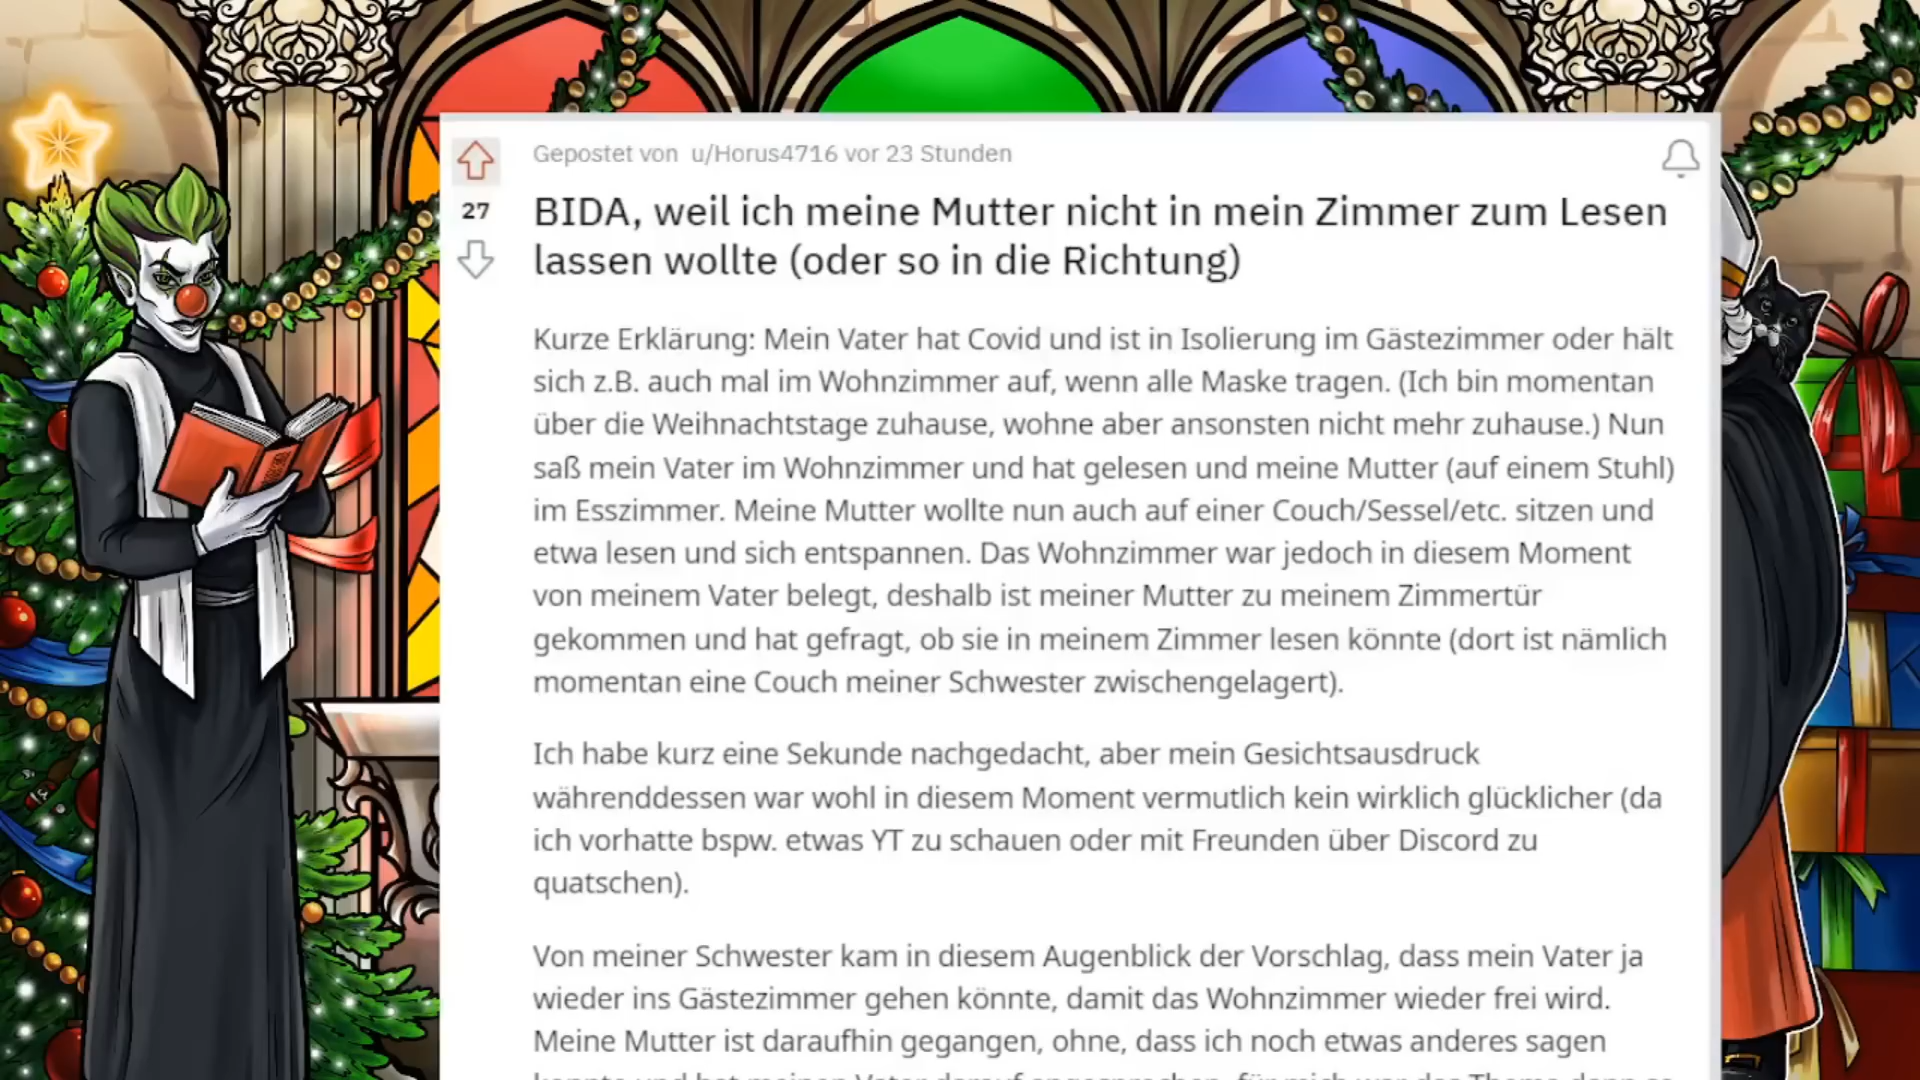 Gepostet von u/Horus4716 vor 23 Stunden
27
BIDA, weil ich meine Mutter nicht in mein Zimmer zum Lesen
lassen wollte (oder so in die Richtung)
Kurze Erklärung: Mein Vater hat Covid und ist in Isolierung im Gästezimmer oder hält
sich z.B. auch mal im Wohnzimmer auf, wenn alle Maske tragen. (Ich bin momentan
über die Weihnachtstage zuhause, wohne aber ansonsten nicht mehr zuhause.) Nun
saß mein Vater im Wohnzimmer und hat gelesen und meine Mutter (auf einem Stuhl)
im Esszimmer. Meine Mutter wollte nun auch auf einer Couch/Sessel/etc. sitzen und
etwa lesen und sich entspannen. Das Wohnzimmer war jedoch in diesem Moment
von meinem Vater belegt, deshalb ist meiner Mutter zu meinem Zimmertür
gekommen und hat gefragt, ob sie in meinem Zimmer lesen könnte (dort ist nämlich
momentan eine Couch meiner Schwester zwischengelagert).
Ich habe kurz eine Sekunde nachgedacht, aber mein Gesichtsausdruck
währenddessen war wohl in diesem Moment vermutlich kein wirklich glücklicher (da
ich vorhatte bspw. etwas YT zu schauen oder mit Freunden über Discord zu
quatschen).
Von meiner Schwester kam in diesem Augenblick der Vorschlag, dass mein Vater ja
wieder ins Gästezimmer gehen könnte, damit das Wohnzimmer wieder frei wird.
Meine Mutter ist daraufhin gegangen, ohne, dass ich noch etwas anderes sagen